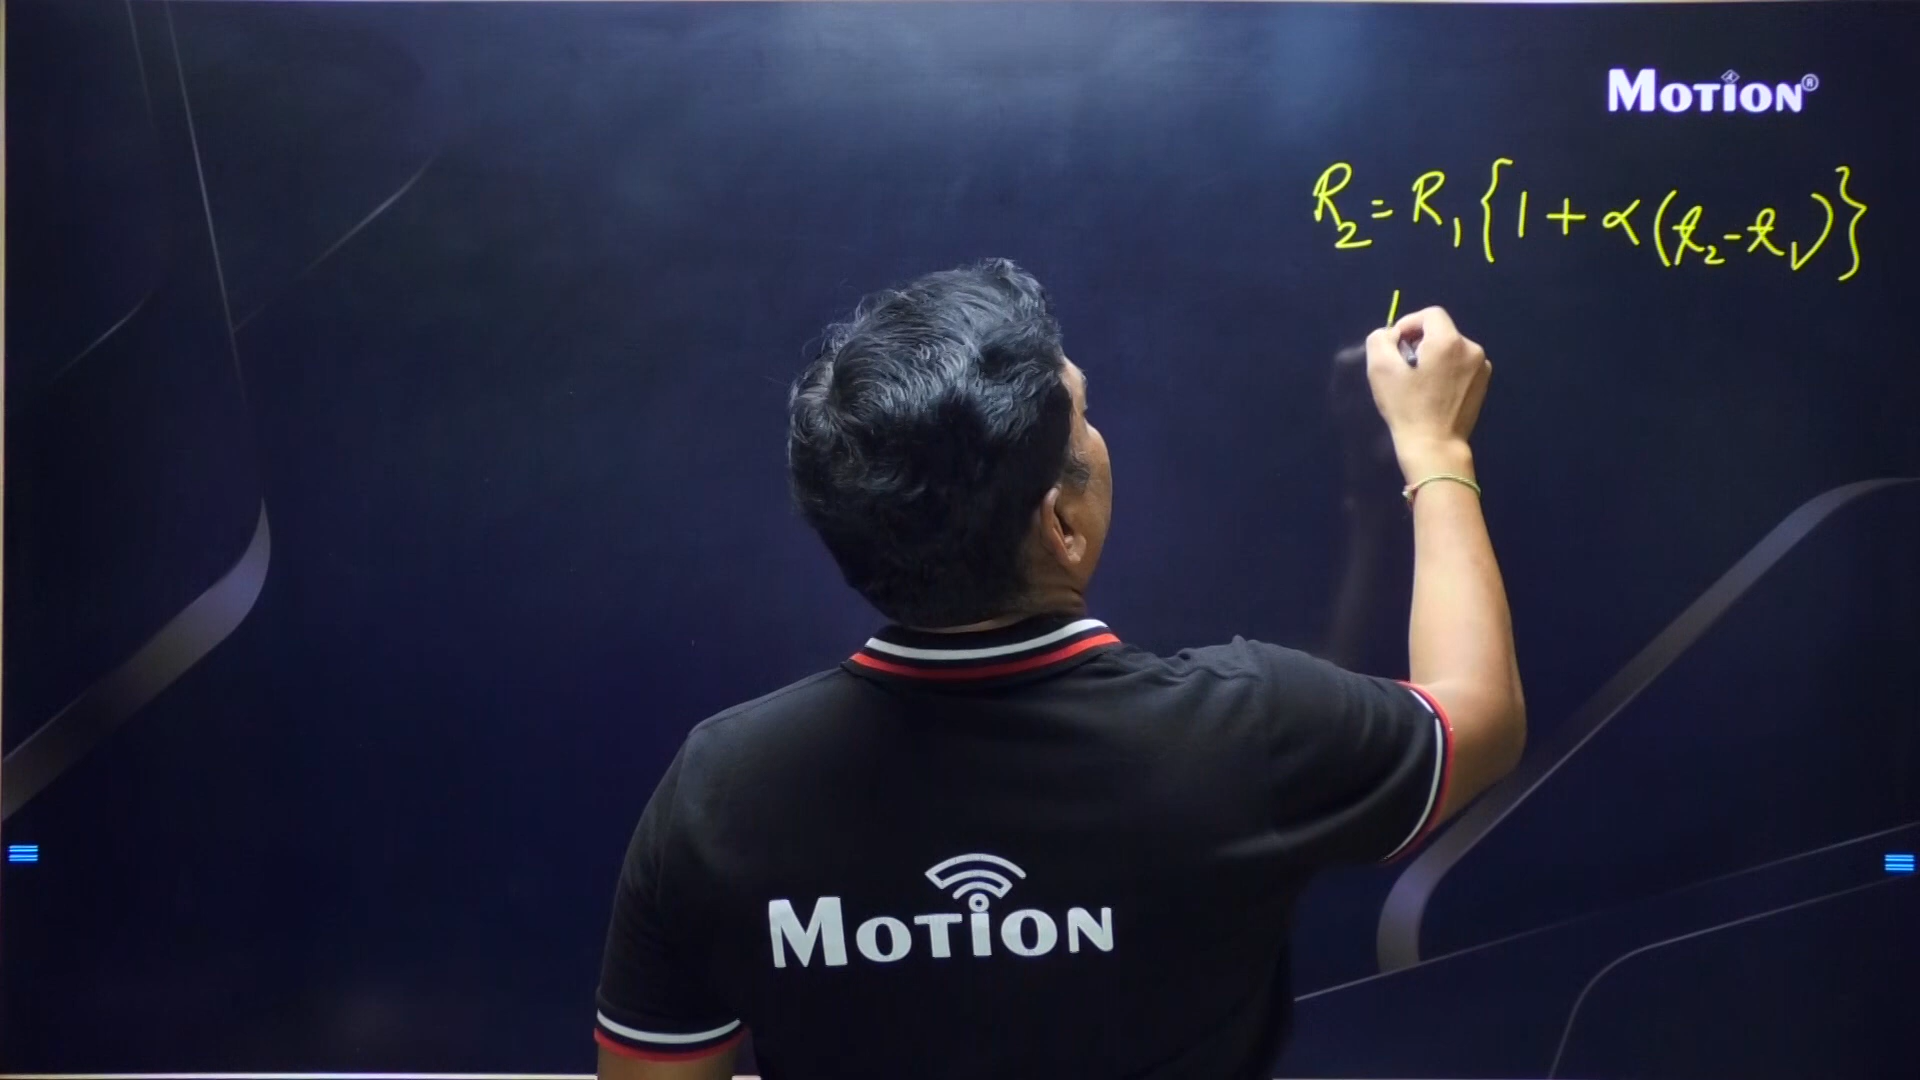 MOTION®
R₂ = R₁ {1 + α (t₂ - t₁)}
MOTION